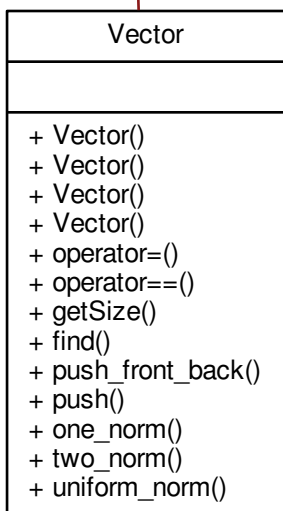 Vector
+ Vector()
+ Vector()
+ Vector()
+ Vector()
+ operator=()
+ operator==()
+ getSize()
+ find()
+ push_front_back()
+ push()
+ one_norm()
+ two_norm()
+ uniform_norm()